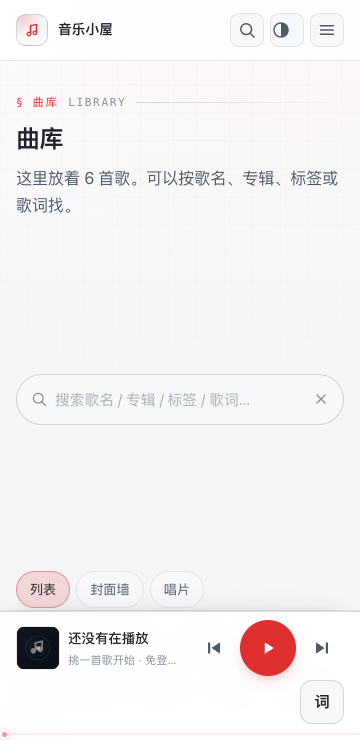 音乐小屋
§ 曲库 LIBRARY
曲库
这里放着 6 首歌。可以按歌名、专辑、标签或
歌词找。
搜索歌名 / 专辑 / 标签 / 歌词...
列表 封面墙 唱片
还没有在播放
挑一首歌开始 · 免登...
词